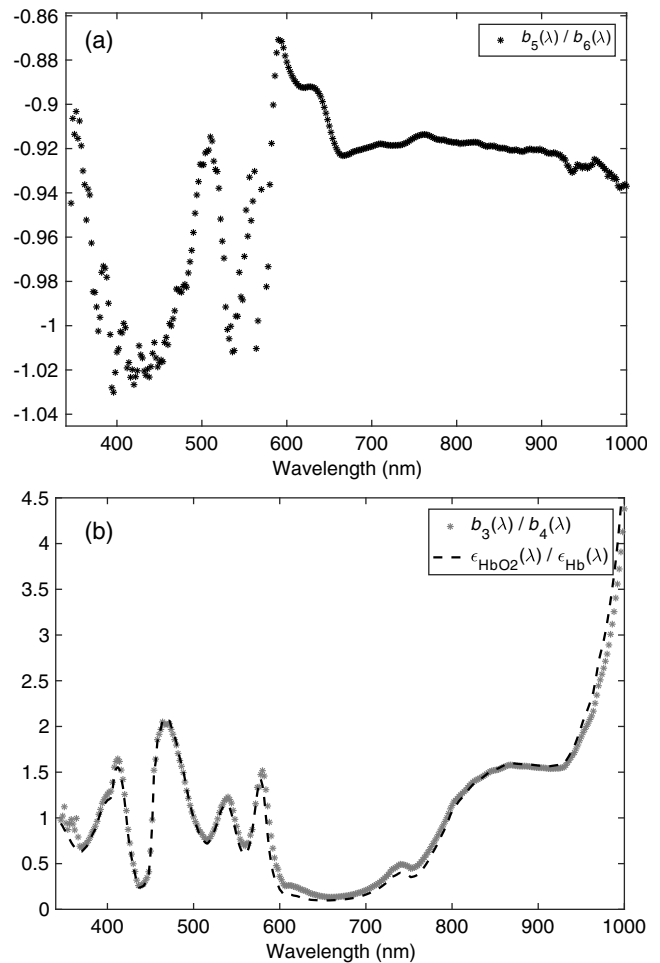 -0.86
(a)
b5(λ) / b6(λ)
-0.88
-0.9
-0.92
-0.94
-0.96
-0.98
-1
-1.02
-1.04
400 500 600 700 800 900 1000
Wavelength (nm)
4.5
(b)
b3(λ) / b4(λ)
ϵHbO2(λ) / ϵHb(λ)
4
3.5
3
2.5
2
1.5
1
0.5
0
400 500 600 700 800 900 1000
Wavelength (nm)